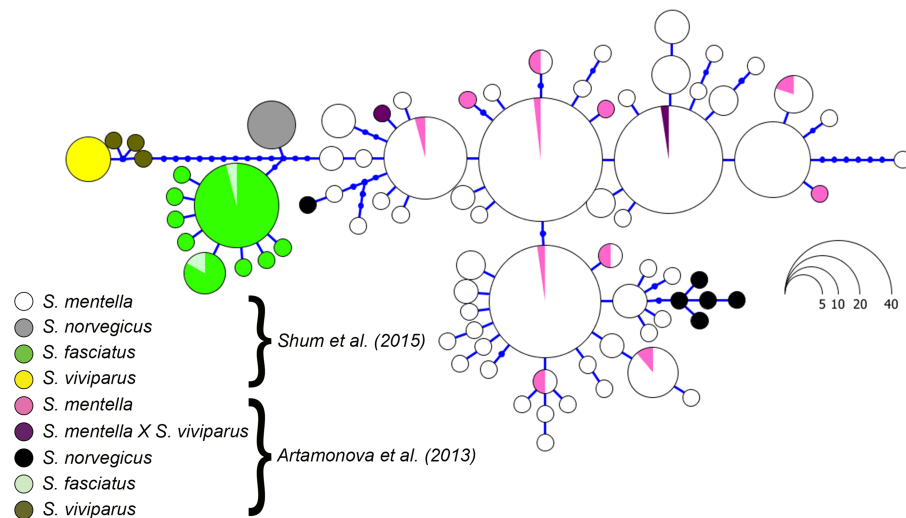 5 10 20 40
S. mentella
S. norvegicus
S. fasciatus
S. viviparus
Shum et al. (2015)
S. mentella
S. mentella X S. viviparus
S. norvegicus
S. fasciatus
S. viviparus
Artamonova et al. (2013)